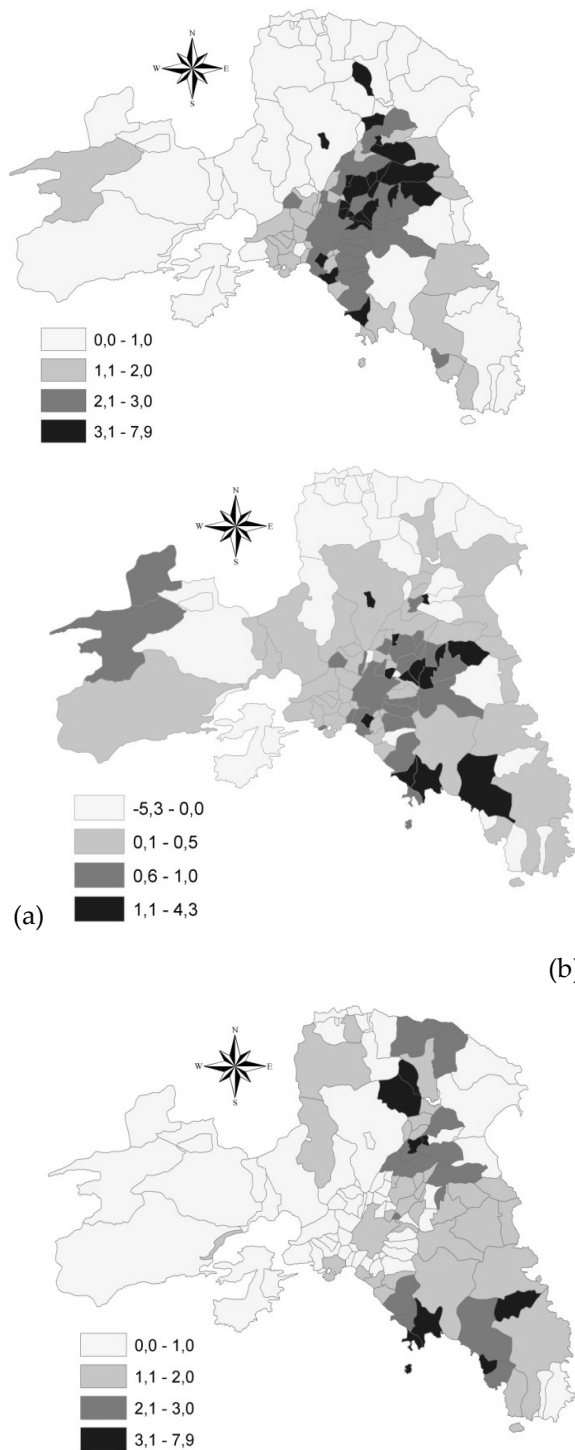 N
W E
S
0,0 - 1,0
1,1 - 2,0
2,1 - 3,0
3,1 - 7,9
N
W E
S
-5,3 - 0,0
0,1 - 0,5
0,6 - 1,0
(a) 1,1 - 4,3
(b)
N
W E
S
0,0 - 1,0
1,1 - 2,0
2,1 - 3,0
3,1 - 7,9